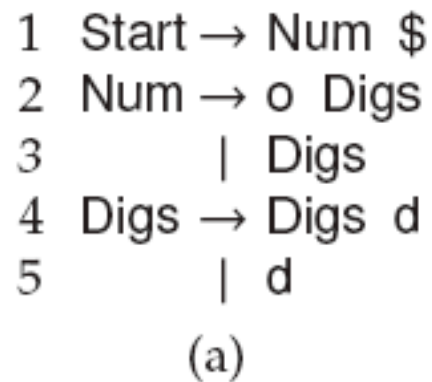 1 Start → Num $
2 Num → o Digs
3 | Digs
4 Digs → Digs d
5 | d
(a)